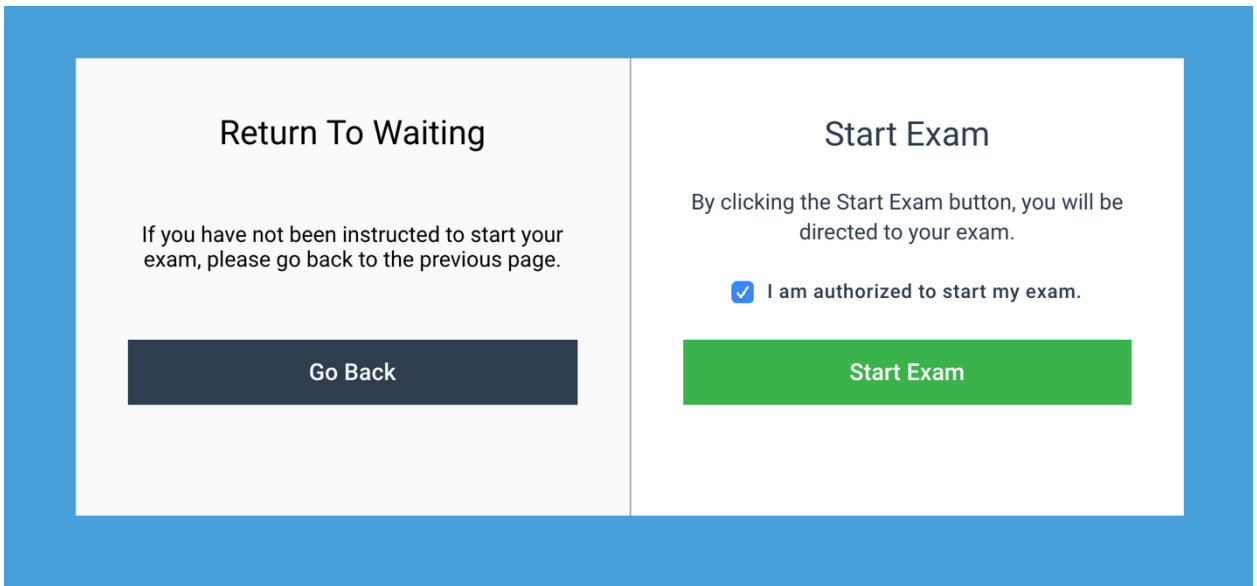 Return To Waiting
If you have not been instructed to start your
exam, please go back to the previous page.
Go Back
Start Exam
By clicking the Start Exam button, you will be
directed to your exam.
I am authorized to start my exam.
Start Exam